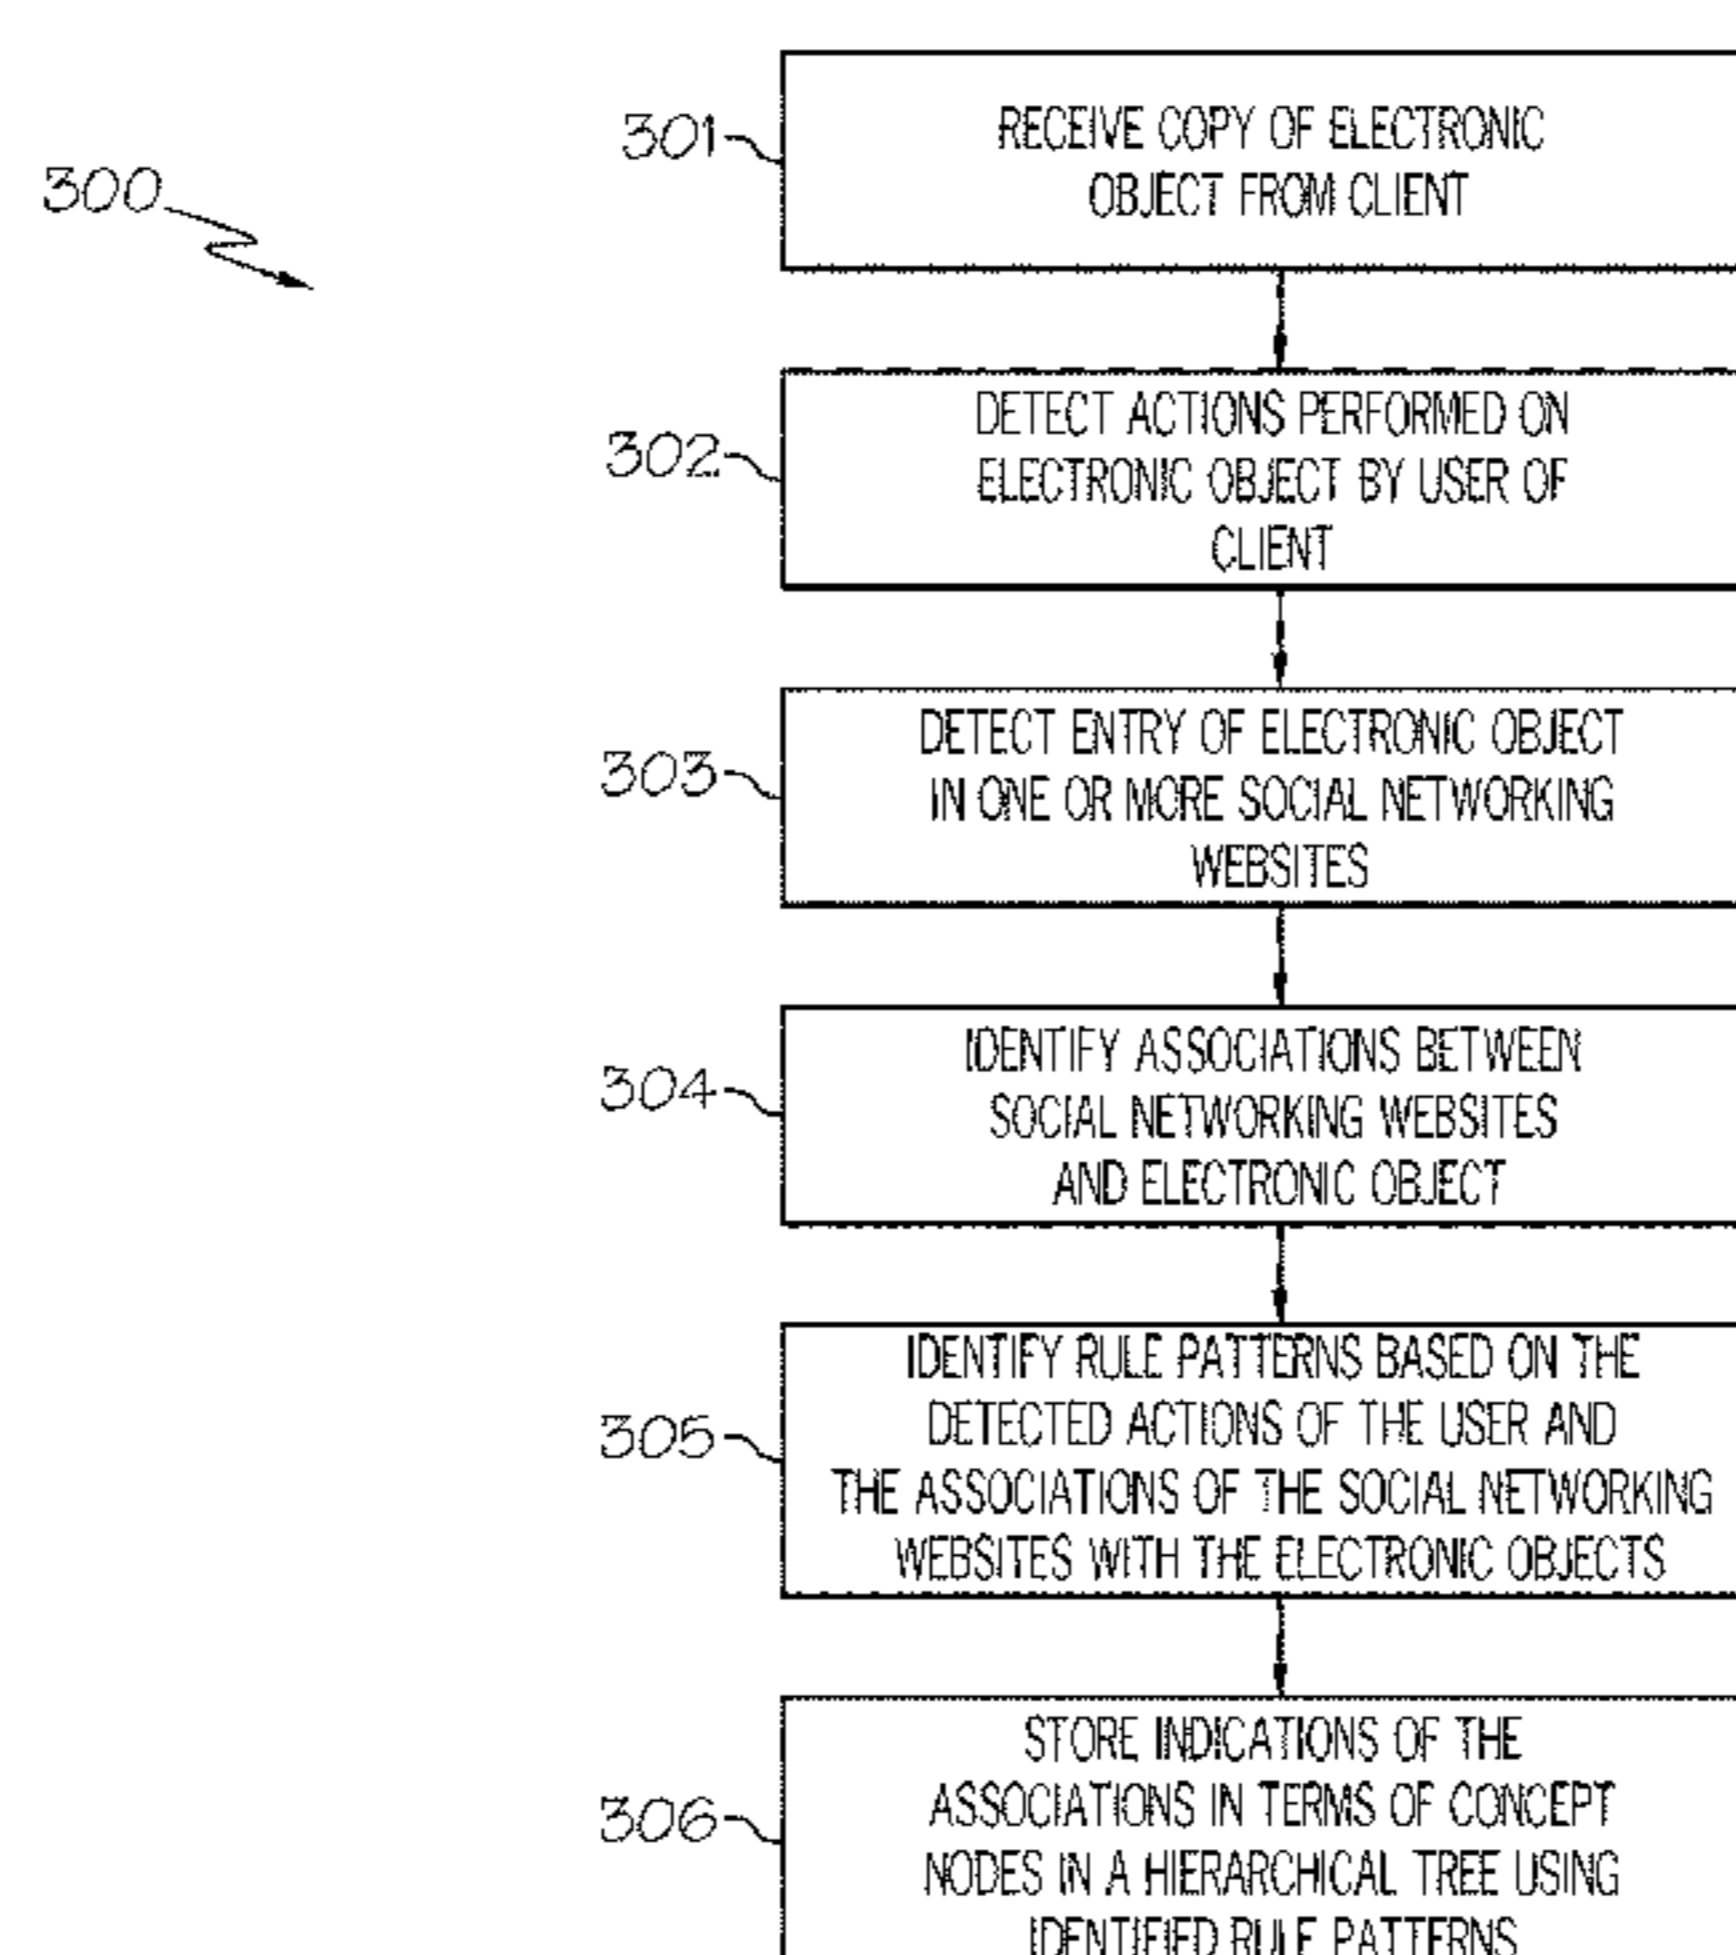 300
301
RECEIVE COPY OF ELECTRONIC
OBJECT FROM CLIENT
302
DETECT ACTIONS PERFORMED ON
ELECTRONIC OBJECT BY USER OF
CLIENT
303
DETECT ENTRY OF ELECTRONIC OBJECT
IN ONE OR MORE SOCIAL NETWORKING
WEBSITES
304
IDENTIFY ASSOCIATIONS BETWEEN
SOCIAL NETWORKING WEBSITES
AND ELECTRONIC OBJECT
305
IDENTIFY RULE PATTERNS BASED ON THE
DETECTED ACTIONS OF THE USER AND
THE ASSOCIATIONS OF THE SOCIAL NETWORKING
WEBSITES WITH THE ELECTRONIC OBJECTS
306
STORE INDICATIONS OF THE
ASSOCIATIONS IN TERMS OF CONCEPT
NODES IN A HIERARCHICAL TREE USING
IDENTIFIED RULE PATTERNS